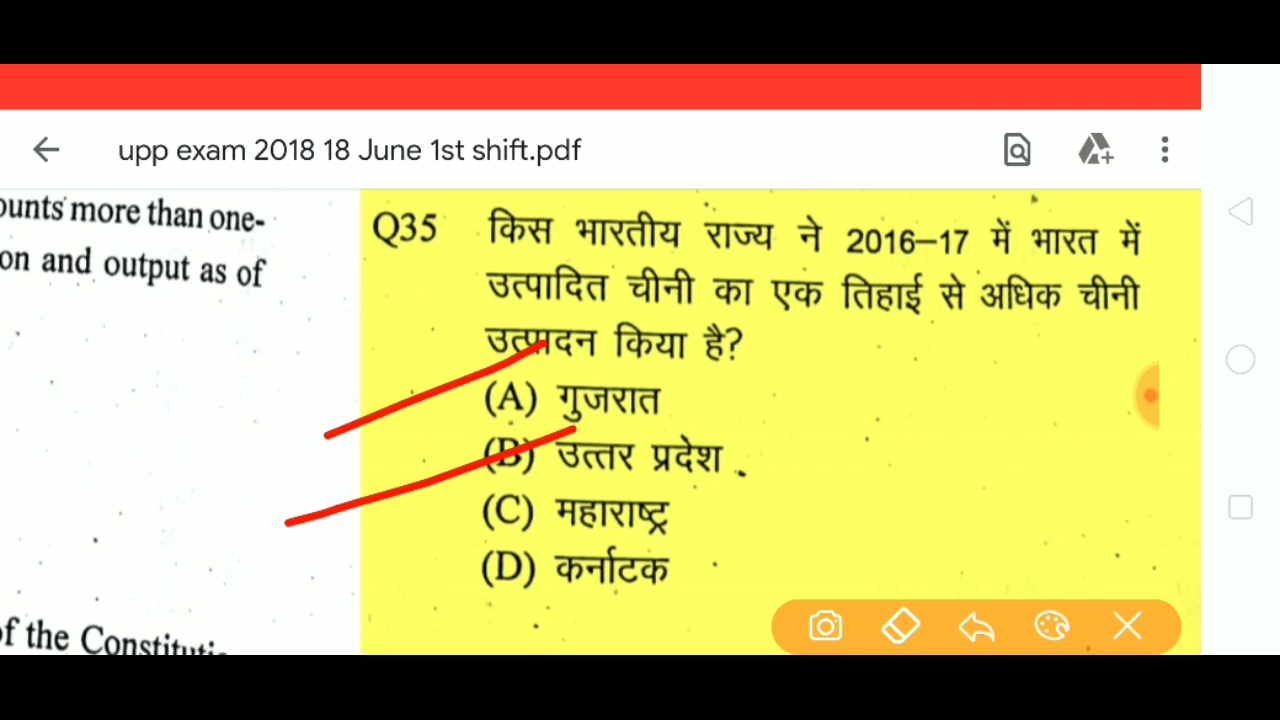 upp exam 2018 18 June 1st shift.pdf
ounts more than one-
on and output as of
of the
Q35 किस भारतीय राज्य ने 2016–17 में भारत में
उत्पादित चीनी का एक तिहाई से अधिक चीनी
उत्पादन किया है?
(A) गुजरात
(B) उत्तर प्रदेश
(C) महाराष्ट्र
(D) कर्नाटक